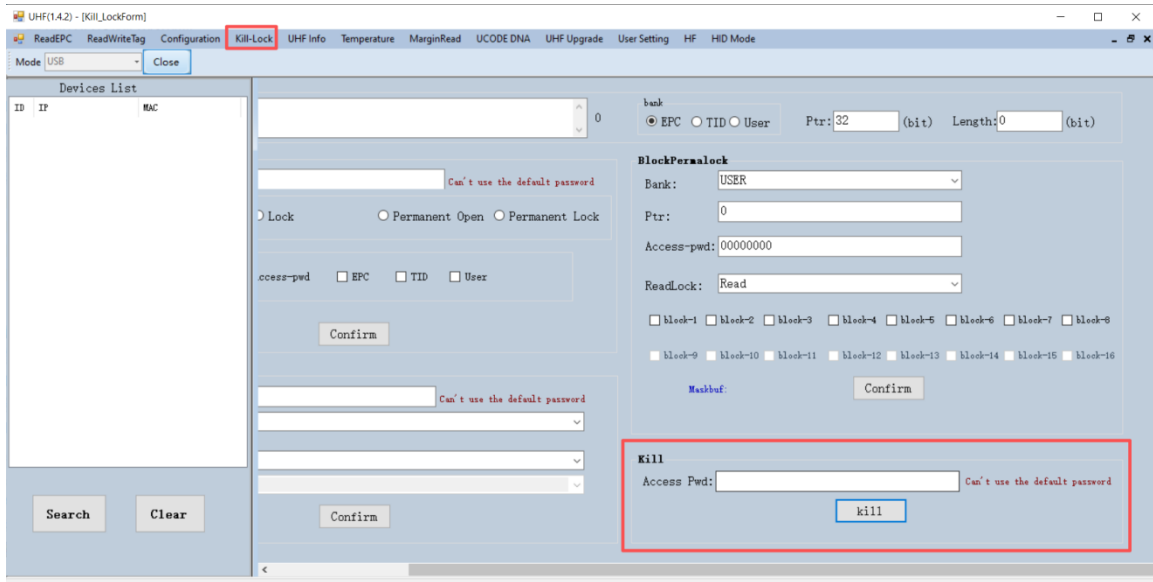 UHF(1.4.2) - [Kill_LockForm]
ReadEPC ReadWriteTag Configuration Kill-Lock UHF Info Temperature MarginRead UCODE DNA UHF Upgrade User Setting HF HID Mode
Mode USB Close
Devices List
ID IP MAC
0
bank
EPC TID User Ptr: 32 (bit) Length: 0 (bit)
Can't use the default password
Lock Permanent Open Permanent Lock
ccess-pwd EPC TID User
Confirm
BlockPermalock
Bank: USER
Ptr: 0
Access-pwd: 00000000
ReadLock: Read
block-1 block-2 block-3 block-4 block-5 block-6 block-7 block-8
block-9 block-10 block-11 block-12 block-13 block-14 block-15 block-16
Maskbuf: Confirm
Can't use the default password
Confirm
Kill
Access Pwd: Can't use the default password
kill
Search Clear